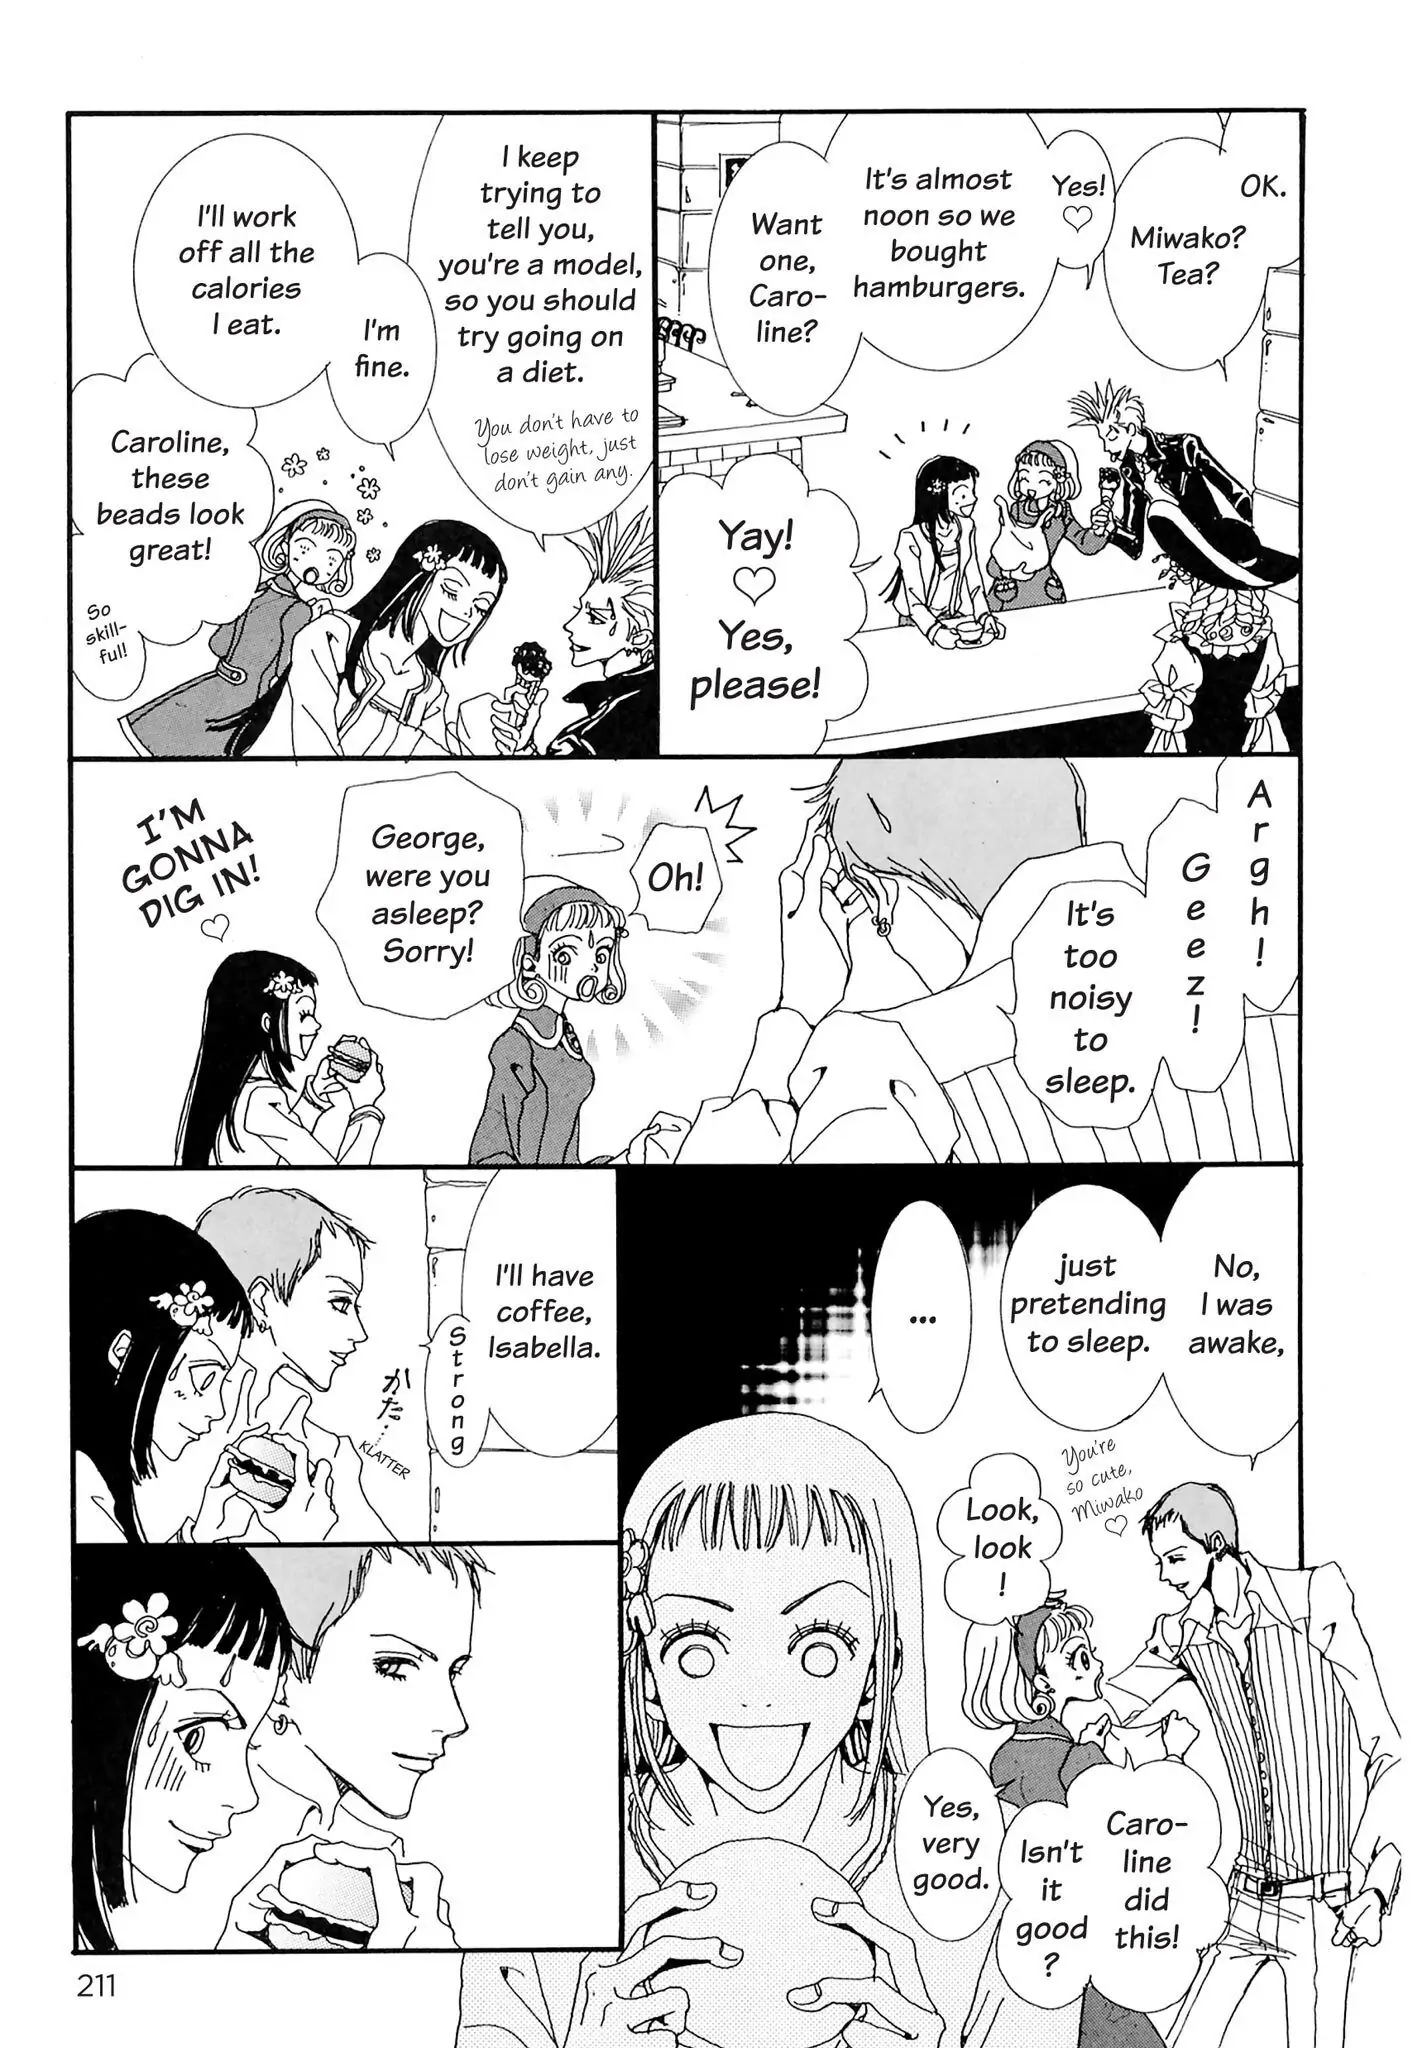 OK.
Miwako?
Tea?
Yes!
♡
It's almost
noon so we
bought
hamburgers.
Want
one,
Caro-
line?
Yay!
♡
Yes,
please!
I keep
trying to
tell you,
you're a model,
so you should
try going on
a diet.
You don't have to
lose weight, just
don't gain any.
I'm
fine.
I'll work
off all the
calories
I eat.
Caroline,
these
beads look
great!
So
skill-
ful!
Argh!
Geez!
It's
too
noisy
to
sleep.
Oh!
George,
were you
asleep?
Sorry!
I'M
GONNA
DIG IN!
♡
No,
I was
awake,
just
pretending
to sleep.
...
You're
so cute,
Miwako
♡
Look,
look
!
Caro-
line
did
this!
Isn't
it
good
?
Yes,
very
good.
I'll have
coffee,
Isabella.
Strong
がたっ…
KLATTER
211